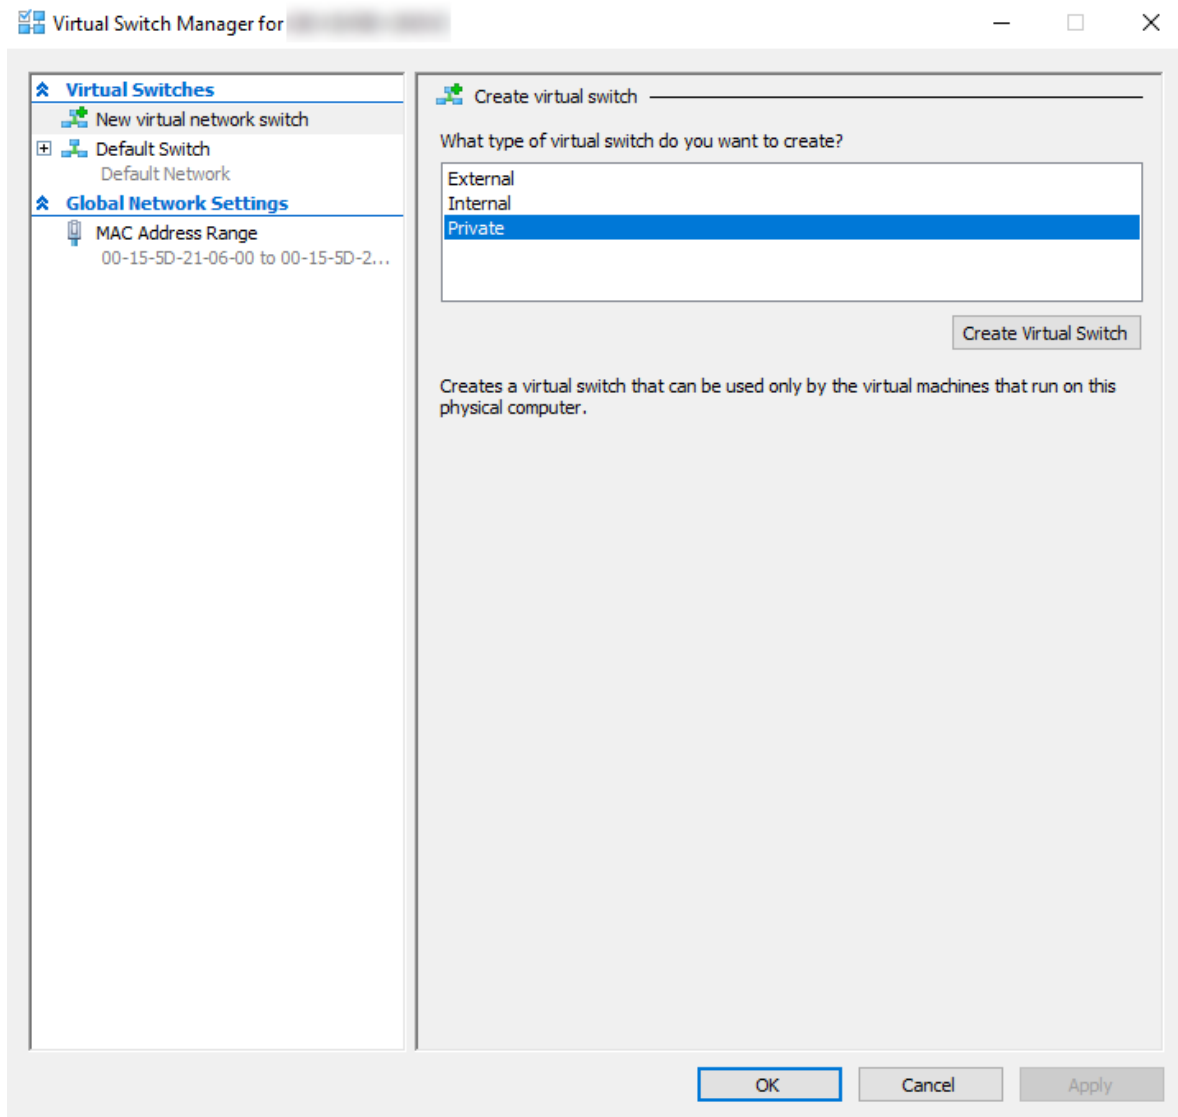 Virtual Switch Manager for
Virtual Switches
New virtual network switch
Default Switch
Default Network
Global Network Settings
MAC Address Range
00-15-5D-21-06-00 to 00-15-5D-2...
Create virtual switch
What type of virtual switch do you want to create?
External
Internal
Private
Create Virtual Switch
Creates a virtual switch that can be used only by the virtual machines that run on this
physical computer.
OK
Cancel
Apply